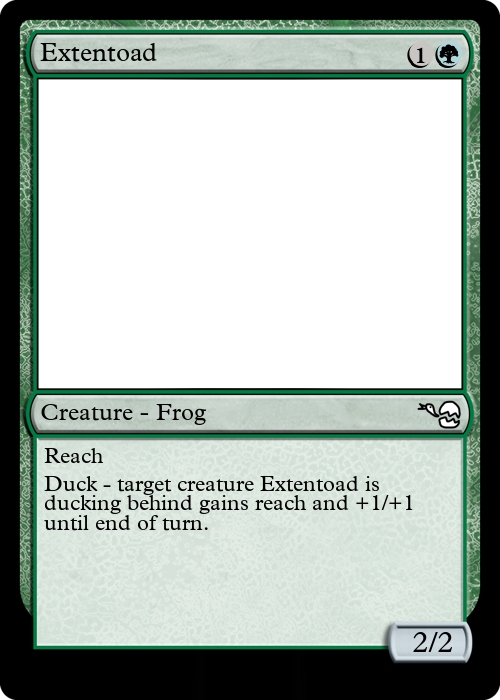 Extentoad 1
Creature - Frog
Reach
Duck - target creature Extentoad is
ducking behind gains reach and +1/+1
until end of turn.
2/2